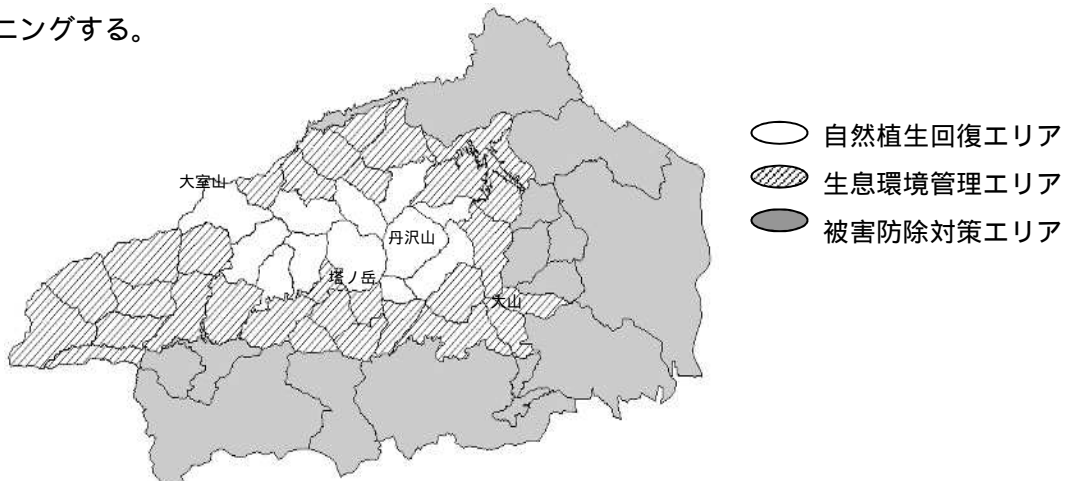 ニングする。
自然植生回復エリア
大室山
生息環境管理エリア
丹沢山
被害防除対策エリア
塔ノ岳
大山